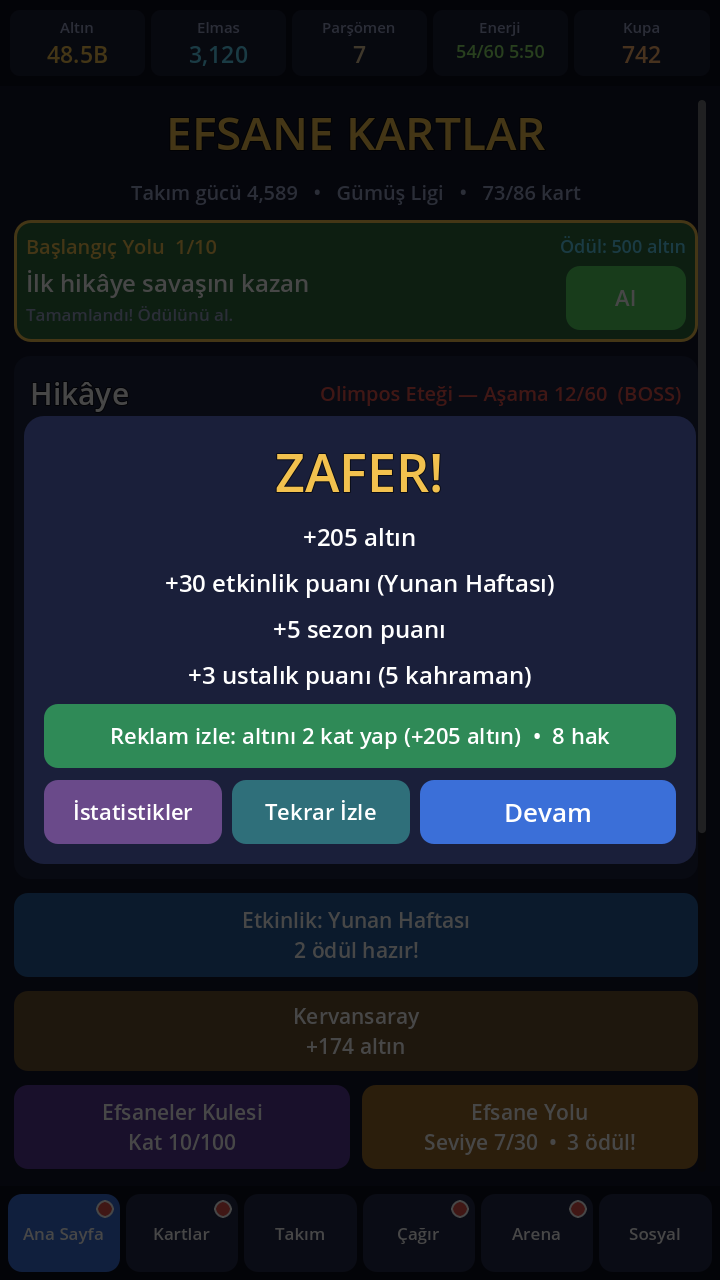 Altın Elmas Parşömen Enerji Kupa
48.5B 3,120 7 54/60 5:50 742
EFSANE KARTLAR
Takım gücü 4,589 • Gümüş Ligi • 73/86 kart
Başlangıç Yolu 1/10 Ödül: 500 altın
İlk hikâye savaşını kazan
Al
Tamamlandı! Ödülünü al.
Hikâye Olimpos Eteği — Aşama 12/60 (BOSS)
ZAFER!
+205 altın
+30 etkinlik puanı (Yunan Haftası)
+5 sezon puanı
+3 ustalık puanı (5 kahraman)
Reklam izle: altını 2 kat yap (+205 altın) • 8 hak
İstatistikler Tekrar İzle Devam
Etkinlik: Yunan Haftası
2 ödül hazır!
Kervansaray
+174 altın
Efsaneler Kulesi
Kat 10/100
Efsane Yolu
Seviye 7/30 • 3 ödül!
Ana Sayfa Kartlar Takım Çağır Arena Sosyal